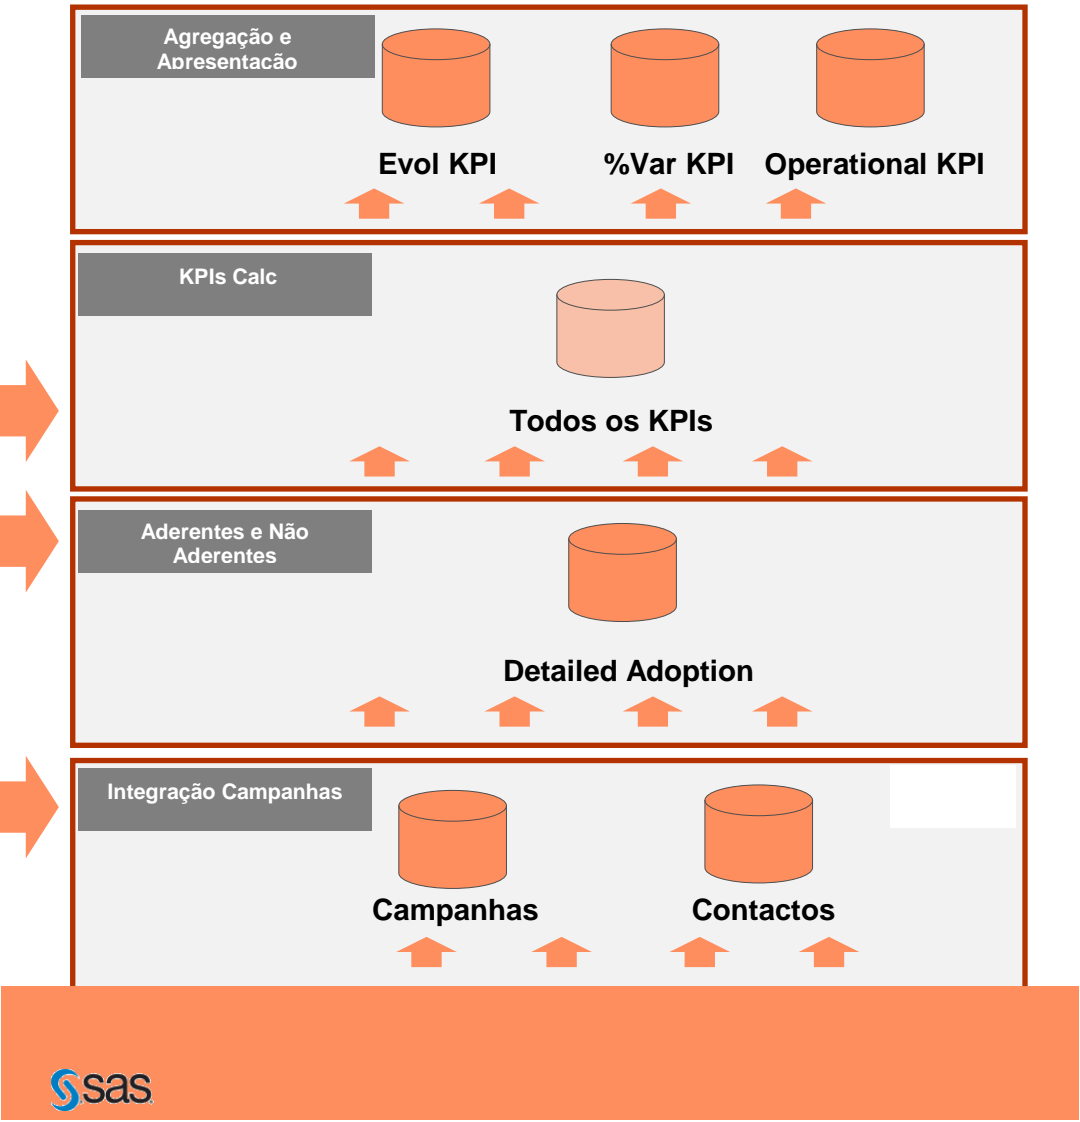 Agregação e
Apresentação
Evol KPI
%Var KPI
Operational KPI
KPIs Calc
Todos os KPIs
Aderentes e Não
Aderentes
Detailed Adoption
Integração Campanhas
Campanhas
Contactos
sas